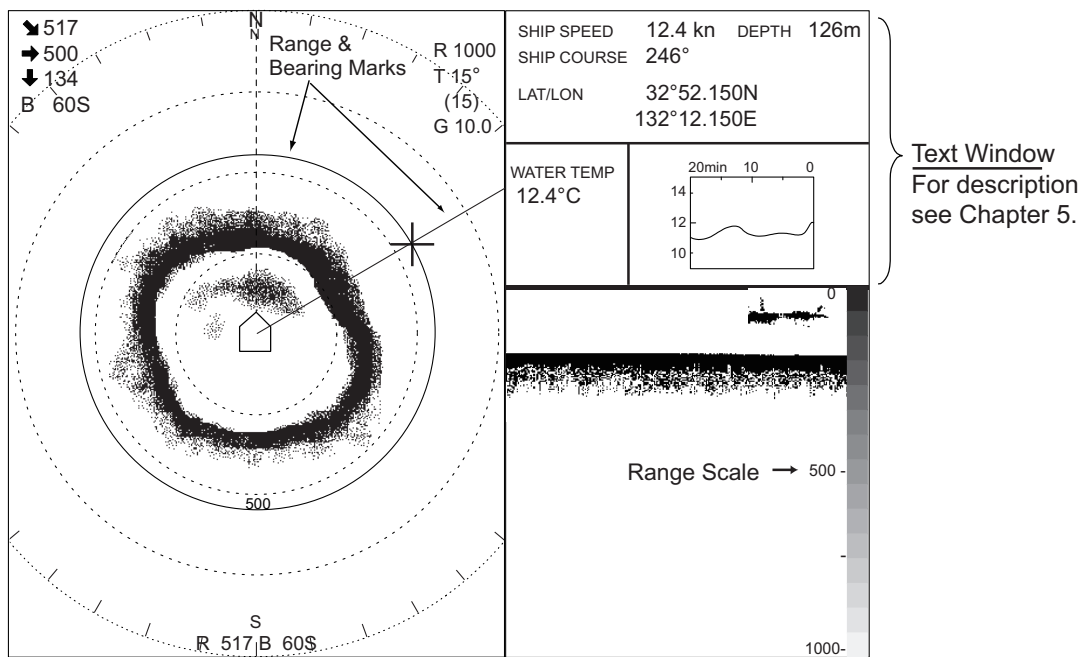 517
500
134
B 60S
N
N
Range &
Bearing Marks
R 1000
T 15°
(15)
G 10.0
500
S
R 517 B 60S
SHIP SPEED 12.4 kn DEPTH 126m
SHIP COURSE 246°
LAT/LON 32°52.150N
132°12.150E
WATER TEMP
12.4°C
20min 10 0
14
12
10
Text Window
For description
see Chapter 5.
0
Range Scale 500
1000